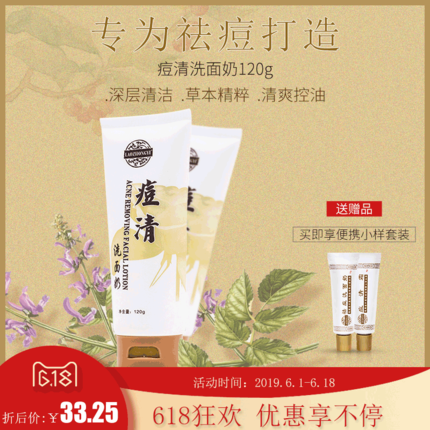 专为祛痘打造
痘清洗面奶120g
.深层清洁 .草本精粹 .清爽控油
ACNE REMOVING FACIAL LOTION
痘清
洗面奶
净含量：120g
送赠品
买即享便携小样套装
6.18
活动时间：2019.6.1-6.18
折后价：¥33.25
618狂欢 优惠享不停